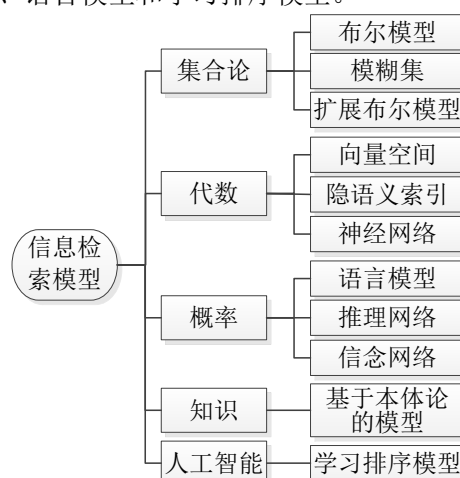 语言模型和学习排序模型。
集合论
布尔模型
模糊集
扩展布尔模型
代数
向量空间
隐语义索引
神经网络
信息检
索模型
概率
语言模型
推理网络
信念网络
知识
基于本体论
的模型
人工智能
学习排序模型